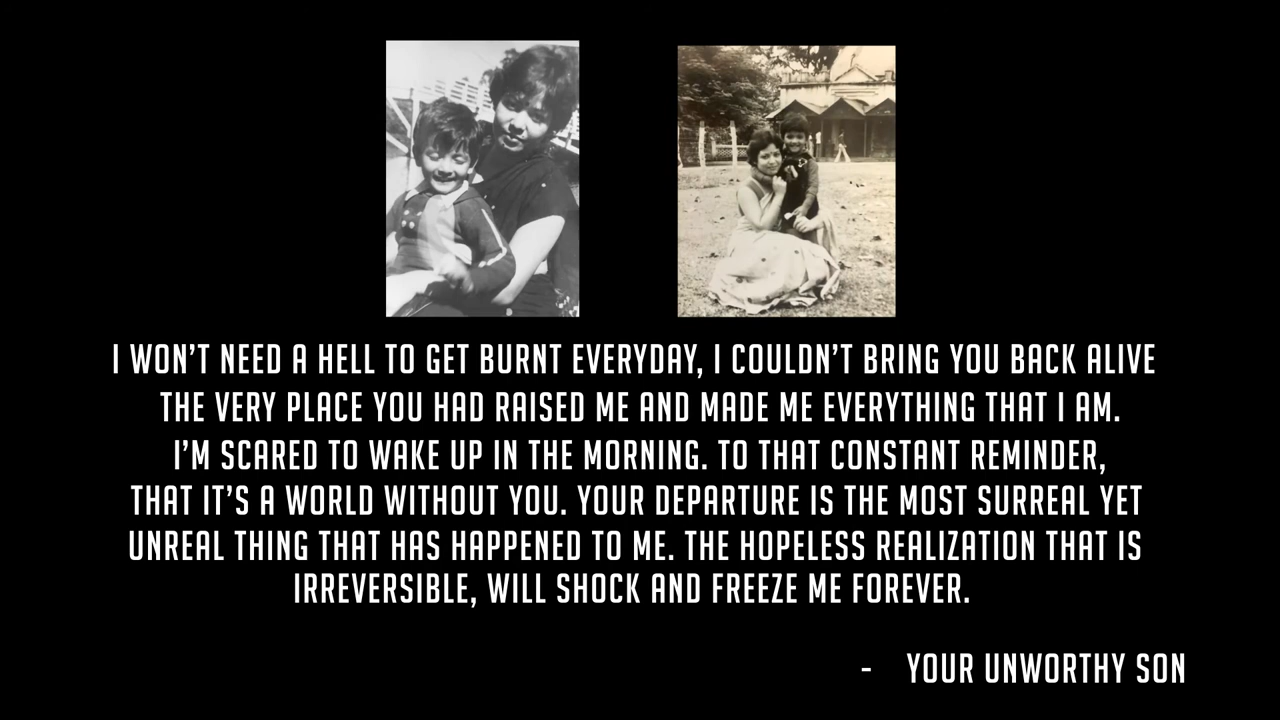 I WON'T NEED A HELL TO GET BURNT EVERYDAY, I COULDN'T BRING YOU BACK ALIVE
THE VERY PLACE YOU HAD RAISED ME AND MADE ME EVERYTHING THAT I AM.
I'M SCARED TO WAKE UP IN THE MORNING. TO THAT CONSTANT REMINDER,
THAT IT'S A WORLD WITHOUT YOU. YOUR DEPARTURE IS THE MOST SURREAL YET
UNREAL THING THAT HAS HAPPENED TO ME. THE HOPELESS REALIZATION THAT IS
IRREVERSIBLE, WILL SHOCK AND FREEZE ME FOREVER.
- YOUR UNWORTHY SON